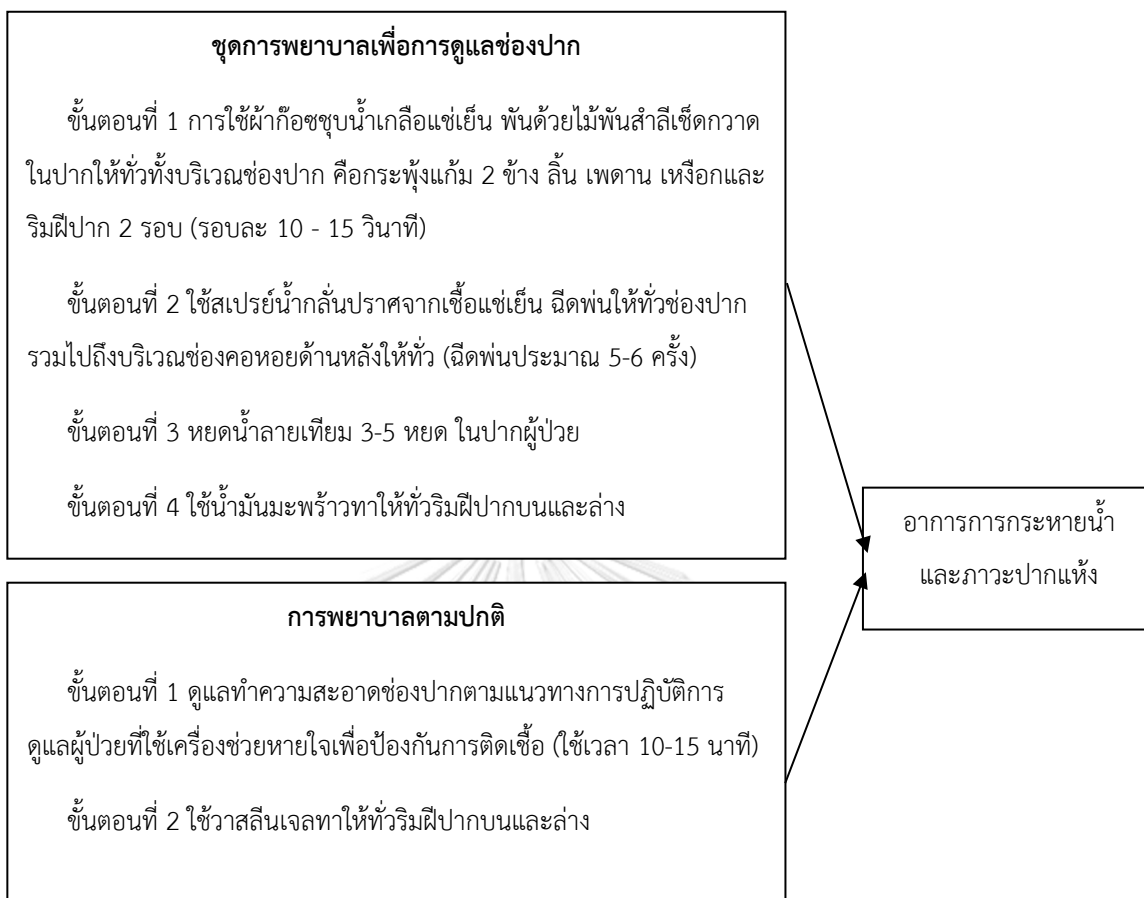 ชุดการพยาบาลเพื่อการดูแลช่องปาก
ขั้นตอนที่ 1 การใช้ผ้าก๊อซชุบน้ำเกลือแช่เย็น พันด้วยไม้พันสำลีเช็ดกวาด
ในปากให้ทั่วทั้งบริเวณช่องปาก คือกระพุ้งแก้ม 2 ข้าง ลิ้น เพดาน เหงือกและ
ริมฝีปาก 2 รอบ (รอบละ 10 - 15 วินาที)
ขั้นตอนที่ 2 ใช้สเปรย์น้ำกลั่นปราศจากเชื้อแช่เย็น ฉีดพ่นให้ทั่วช่องปาก
รวมไปถึงบริเวณช่องคอหอยด้านหลังให้ทั่ว (ฉีดพ่นประมาณ 5-6 ครั้ง)
ขั้นตอนที่ 3 หยดน้ำลายเทียม 3-5 หยด ในปากผู้ป่วย
ขั้นตอนที่ 4 ใช้น้ำมันมะพร้าวทาให้ทั่วริมฝีปากบนและล่าง
อาการการกระหายน้ำ
และภาวะปากแห้ง
การพยาบาลตามปกติ
ขั้นตอนที่ 1 ดูแลทำความสะอาดช่องปากตามแนวทางการปฏิบัติการ
ดูแลผู้ป่วยที่ใช้เครื่องช่วยหายใจเพื่อป้องกันการติดเชื้อ (ใช้เวลา 10-15 นาที)
ขั้นตอนที่ 2 ใช้วาสลีนเจลทาให้ทั่วริมฝีปากบนและล่าง